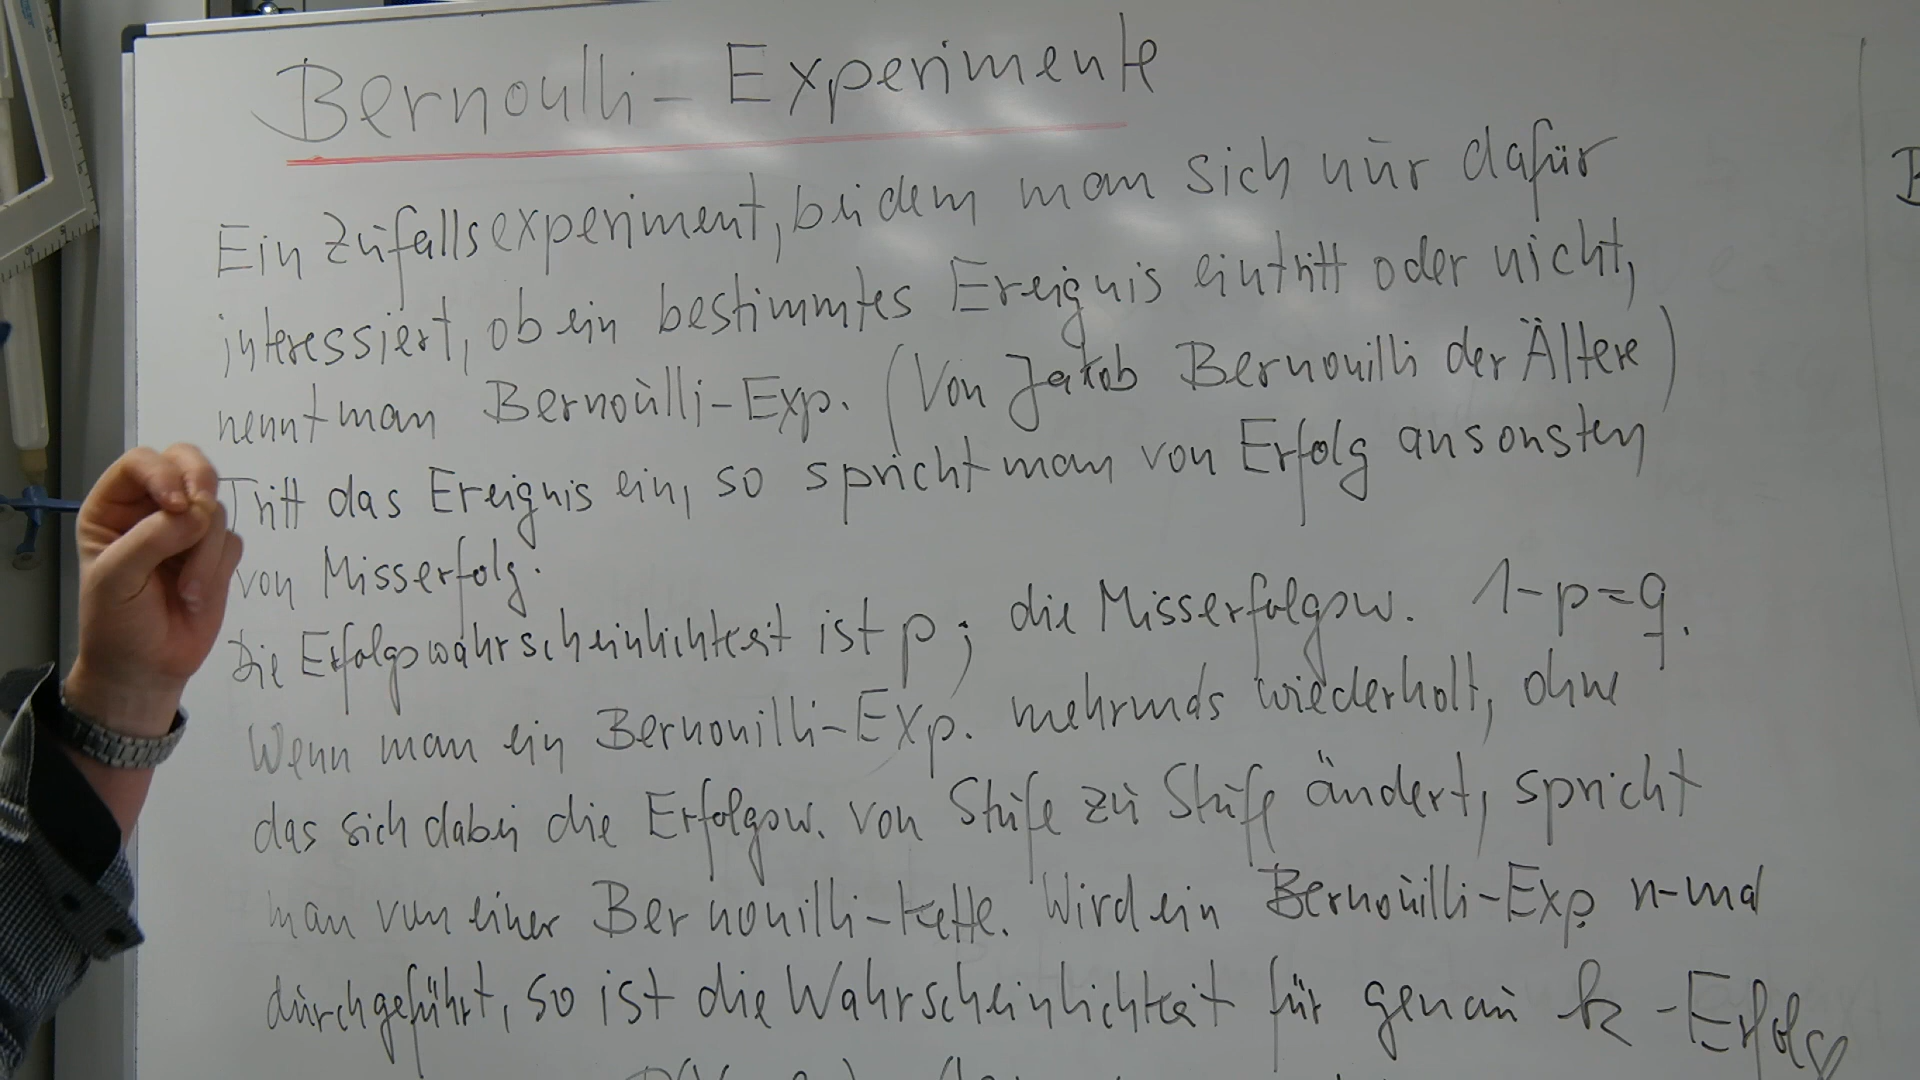 Bernoulli-Experimente
Ein Zufallsexperiment, bei dem man sich nur dafür
interessiert, ob ein bestimmtes Ereignis eintritt oder nicht,
nennt man Bernoulli-Exp. (Von Jakob Bernouilli der Ältere)
Tritt das Ereignis ein, so spricht man von Erfolg ansonsten
von Misserfolg.
Die Erfolgswahrscheinlichkeit ist p; die Misserfolgsw. 1-p=q.
Wenn man ein Bernouilli-Exp. mehrmals wiederholt, ohne
das sich dabei die Erfolgsw. von Stufe zu Stufe ändert, spricht
man von einer Bernouilli-Kette. Wird ein Bernouilli-Exp. n-mal
durchgeführt, so ist die Wahrscheinlichkeit für genau k-Erfolge